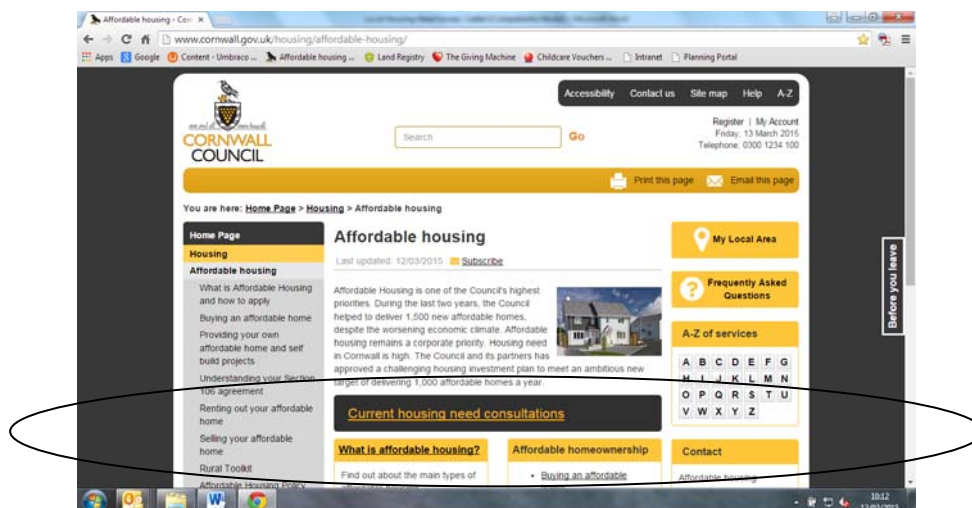 Affordable housing - Corn
www.cornwall.gov.uk/housing/affordable-housing/
Apps Google Content - Umbraco ... Affordable housing ... Land Registry The Giving Machine Childcare Vouchers ... Intranet Planning Portal
Accessibility Contact us Site map Help A-Z
Register | My Account
Friday, 13 March 2015
Telephone: 0300 1234 100
one and all
CORNWALL
COUNCIL
Search
Go
Print this page Email this page
You are here: Home Page > Housing > Affordable housing
Home Page
Housing
Affordable housing
What is Affordable Housing
and how to apply
Buying an affordable home
Providing your own
affordable home and self
build projects
Understanding your Section
106 agreement
Renting out your affordable
home
Selling your affordable
home
Rural Toolkit
Affordable Housing Policy
Affordable housing
Last updated: 12/03/2015 Subscribe
Affordable Housing is one of the Council's highest
priorities. During the last two years, the Council
helped to deliver 1,500 new affordable homes,
despite the worsening economic climate. Affordable
housing remains a corporate priority. Housing need
in Cornwall is high. The Council and its partners has
approved a challenging housing investment plan to meet an ambitious new
target of delivering 1,000 affordable homes a year.
Current housing need consultations
What is affordable housing?
Find out about the main types of
Affordable homeownership
Buying an affordable
My Local Area
Frequently Asked
Questions
A-Z of services
A B C D E F G
H I J K L M N
O P Q R S T U
V W X Y Z
Contact
Affordable housing
Before you leave
10:12
13/03/2015